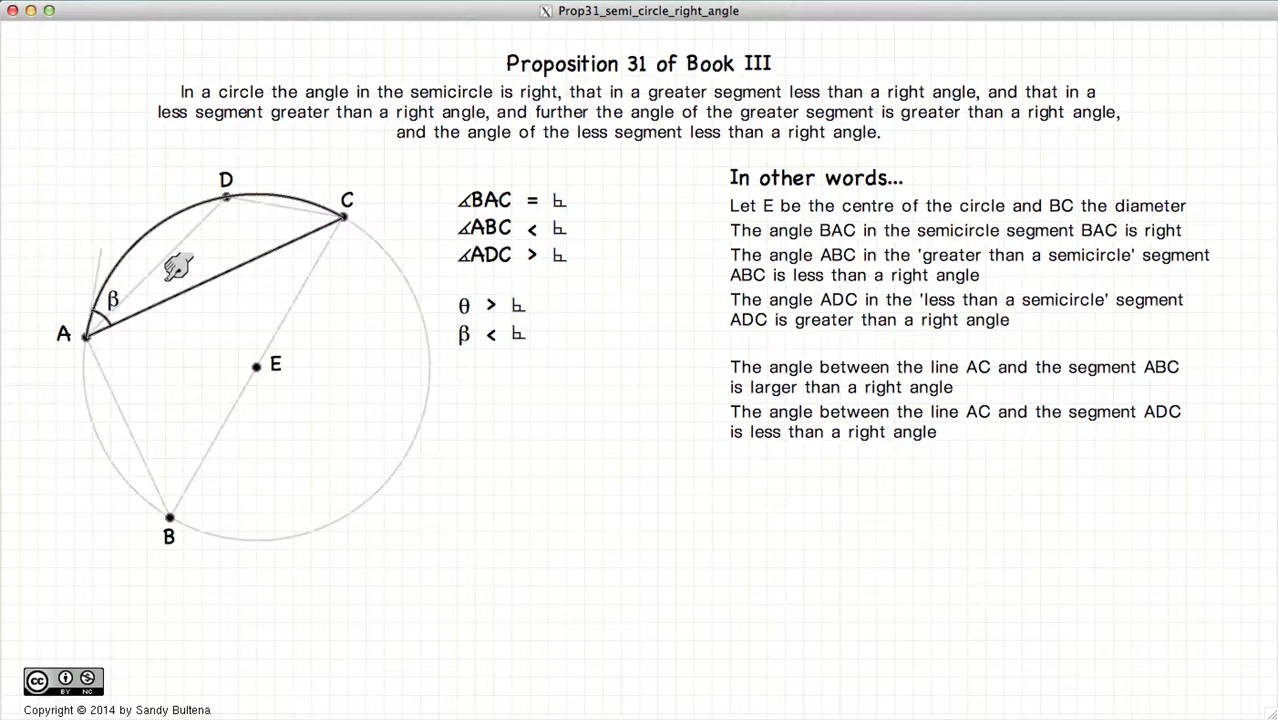 Prop31_semi_circle_right_angle
Proposition 31 of Book III
In a circle the angle in the semicircle is right, that in a greater segment less than a right angle, and that in a
less segment greater than a right angle, and further the angle of the greater segment is greater than a right angle,
and the angle of the less segment less than a right angle.
D
C
β
A
E
B
∡BAC = ⊾
∡ABC < ⊾
∡ADC > ⊾
θ > ⊾
β < ⊾
In other words...
Let E be the centre of the circle and BC the diameter
The angle BAC in the semicircle segment BAC is right
The angle ABC in the 'greater than a semicircle' segment
ABC is less than a right angle
The angle ADC in the 'less than a semicircle' segment
ADC is greater than a right angle
The angle between the line AC and the segment ABC
is larger than a right angle
The angle between the line AC and the segment ADC
is less than a right angle
cc
BY NC
Copyright © 2014 by Sandy Bultena